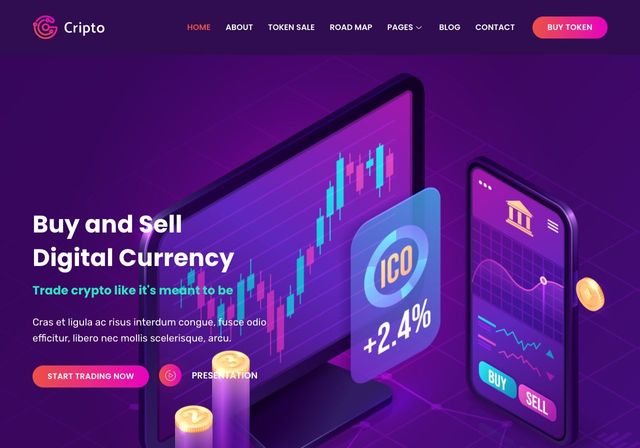 Cripto
HOME ABOUT TOKEN SALE ROAD MAP PAGES BLOG CONTACT BUY TOKEN
Buy and Sell
Digital Currency
Trade crypto like it's meant to be
Cras et ligula ac risus interdum congue, fusce odio
efficitur, libero nec mollis scelerisque, arcu.
START TRADING NOW PRESENTATION
ICO
+2.4%
BUY SELL